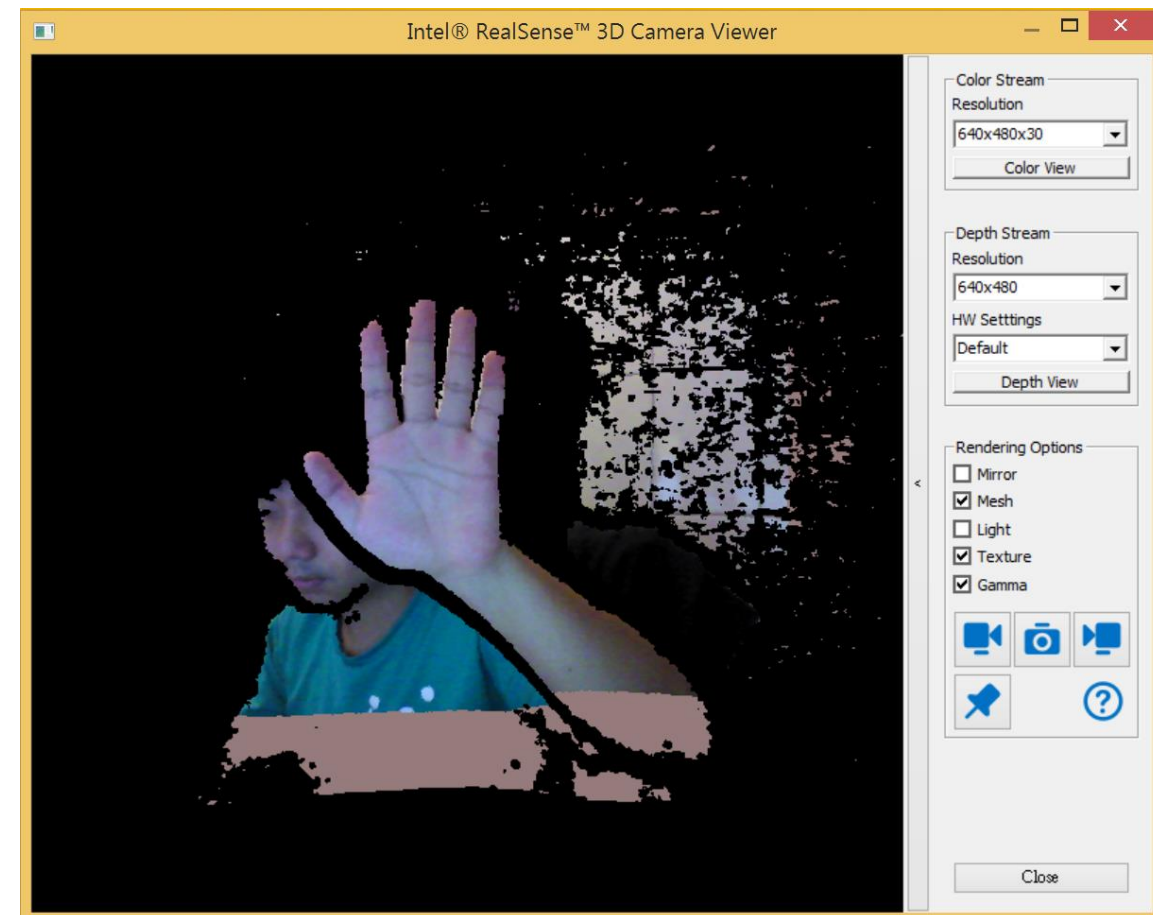 Intel® RealSense™ 3D Camera Viewer
Color Stream
Resolution
640x480x30
Color View
Depth Stream
Resolution
640x480
HW Setttings
Default
Depth View
Rendering Options
Mirror
Mesh
Light
Texture
Gamma
Close